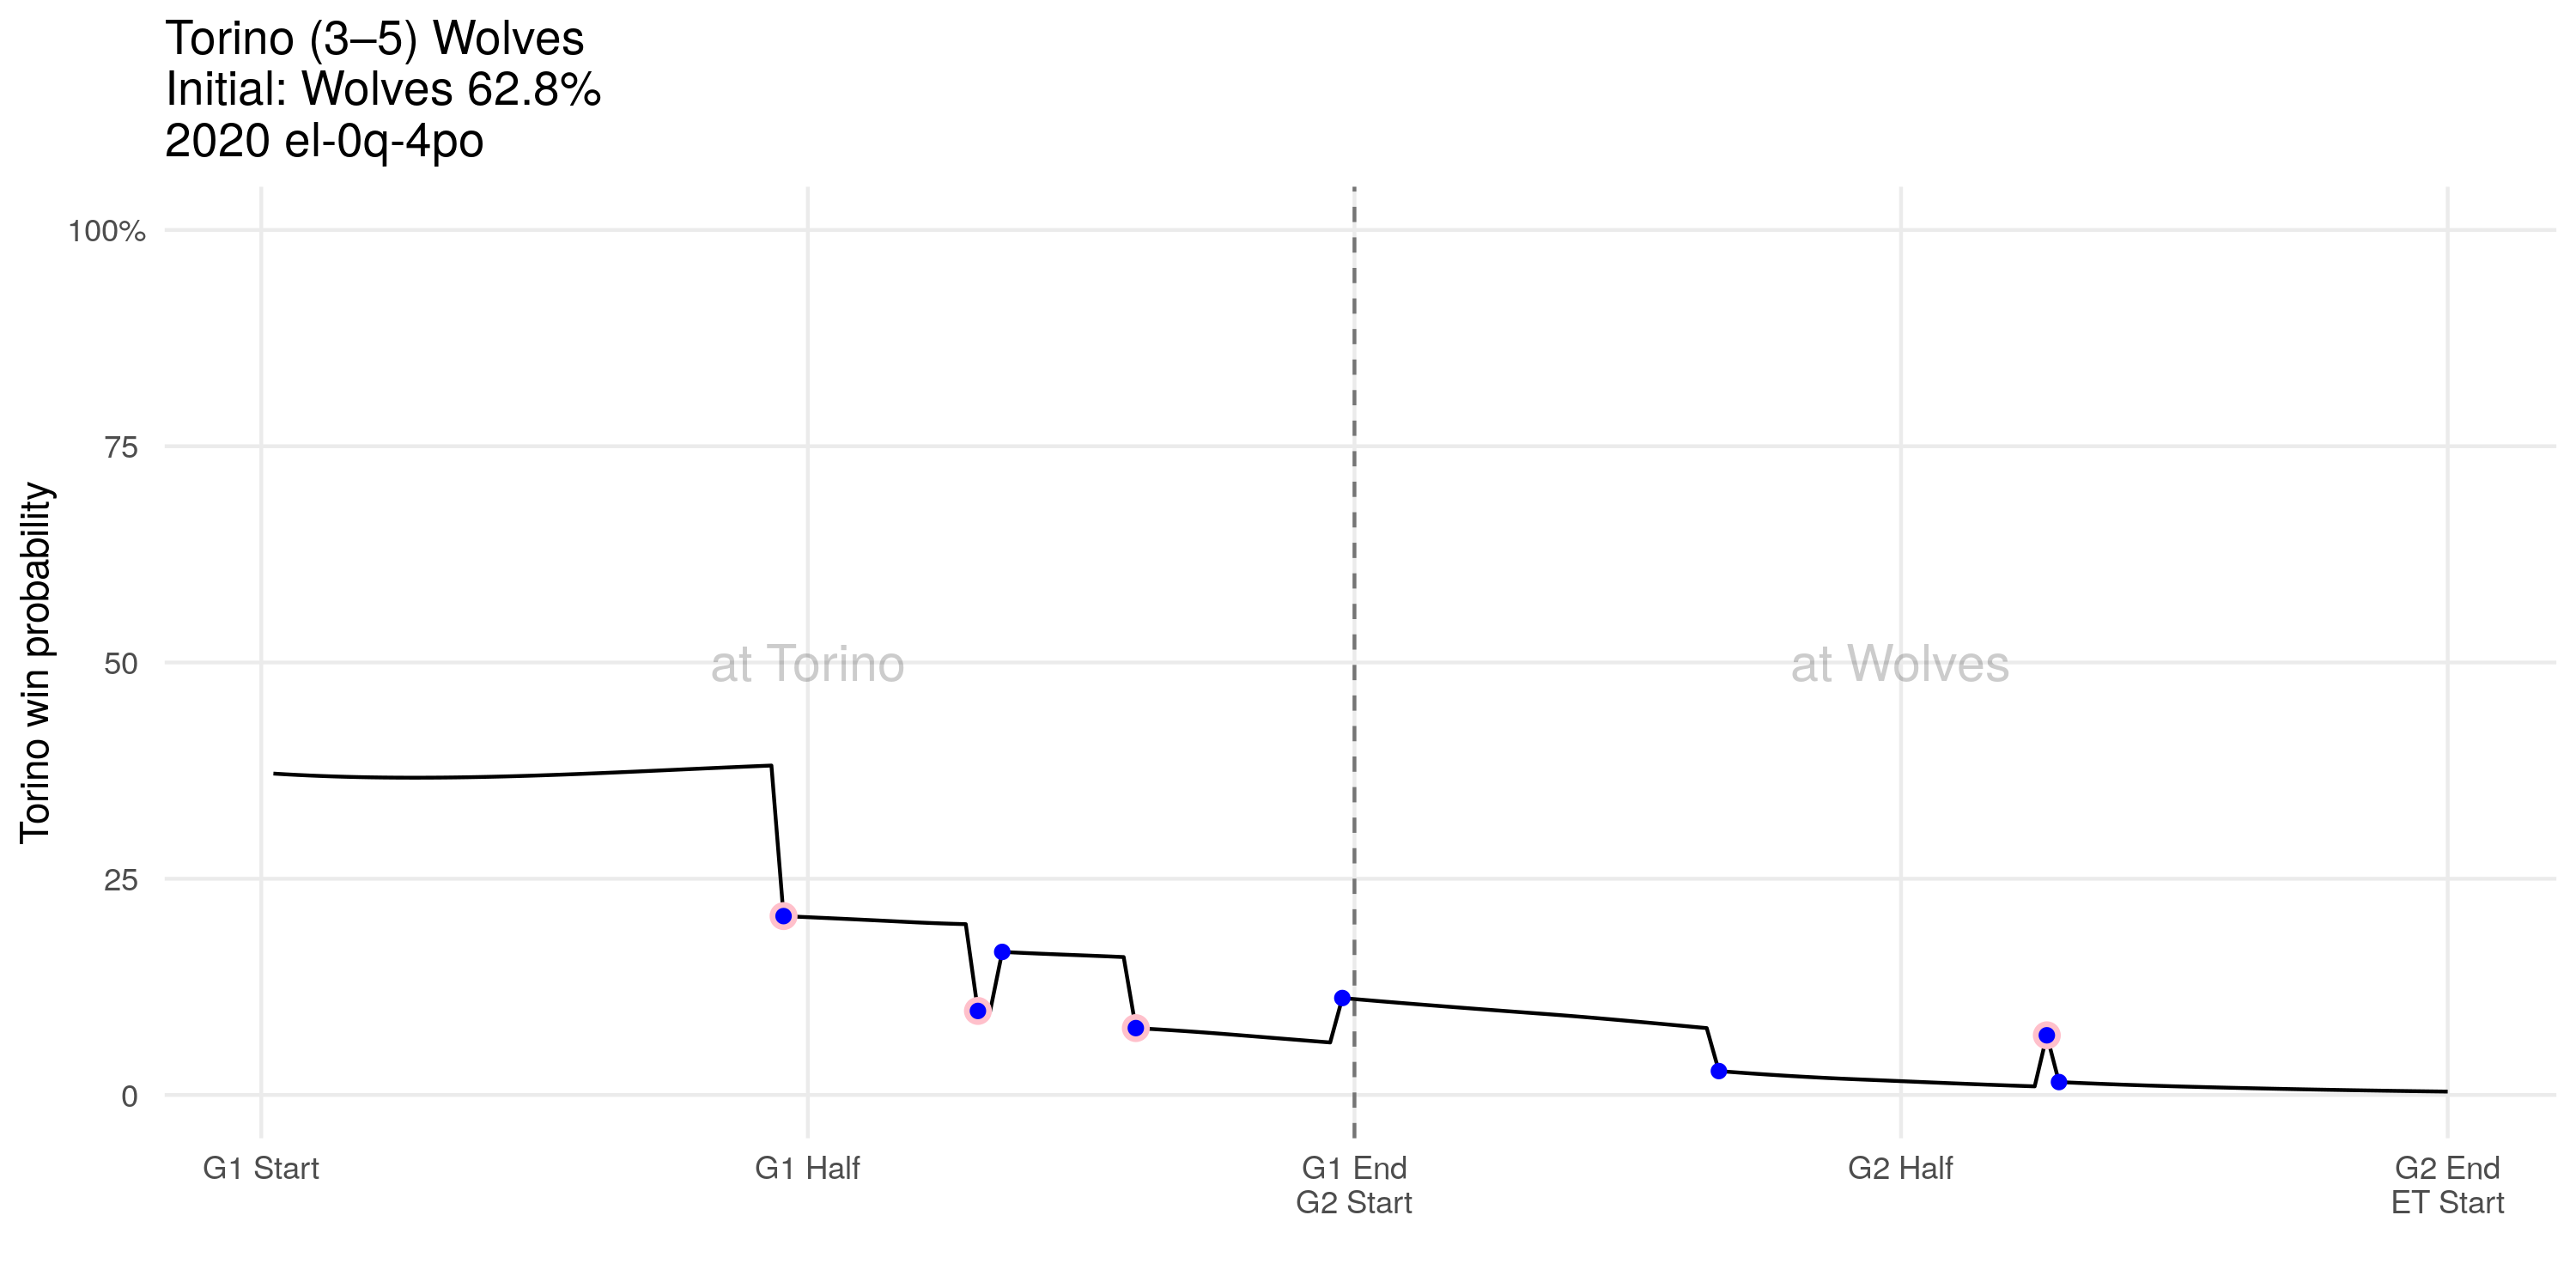 Torino (3–5) Wolves
Initial: Wolves 62.8%
2020 el-0q-4po
Torino win probability
100%
75
50
25
0
at Torino
at Wolves
G1 Start
G1 Half
G1 End
G2 Start
G2 Half
G2 End
ET Start